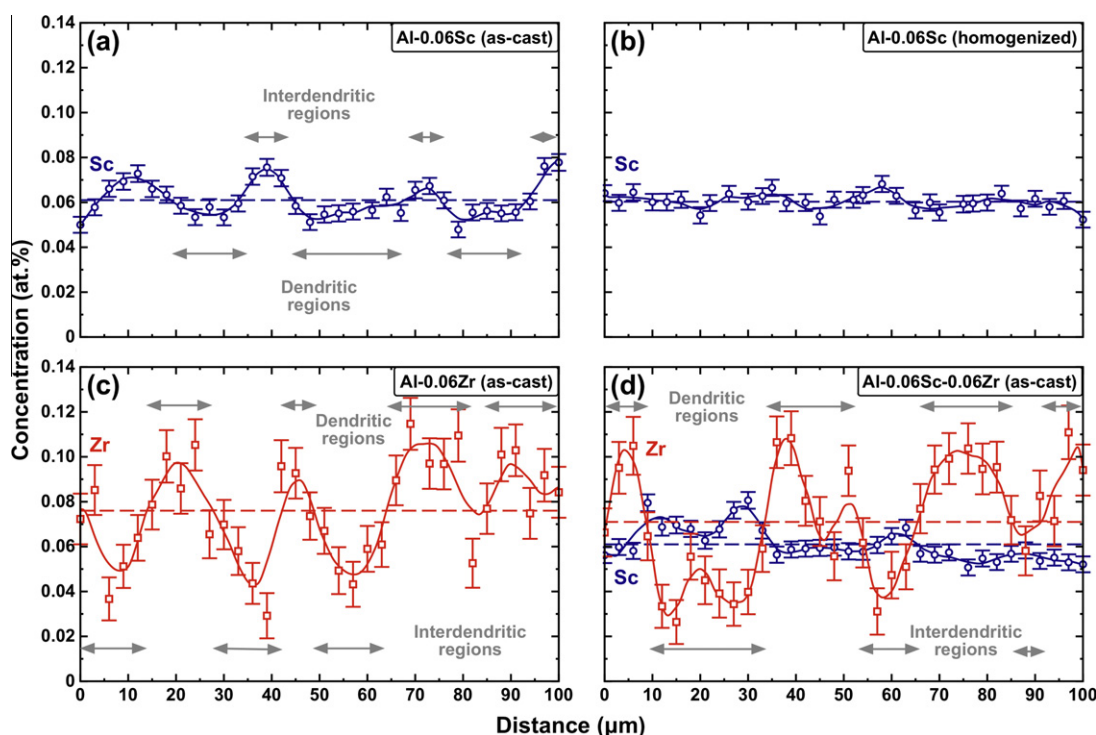 (a)
Al-0.06Sc (as-cast)
Interdendritic
regions
Sc
Dendritic
regions
0.14
0.12
0.10
0.08
0.06
0.04
0.02
0
(b)
Al-0.06Sc (homogenized)
Sc
Concentration (at.%)
(c)
Al-0.06Zr (as-cast)
Zr
Dendritic
regions
Interdendritic
regions
0.14
0.12
0.10
0.08
0.06
0.04
0.02
0.00
0 10 20 30 40 50 60 70 80 90 100
(d)
Al-0.06Sc-0.06Zr (as-cast)
Dendritic
regions
Zr
Sc
Interdendritic
regions
0 10 20 30 40 50 60 70 80 90 100
Distance (μm)